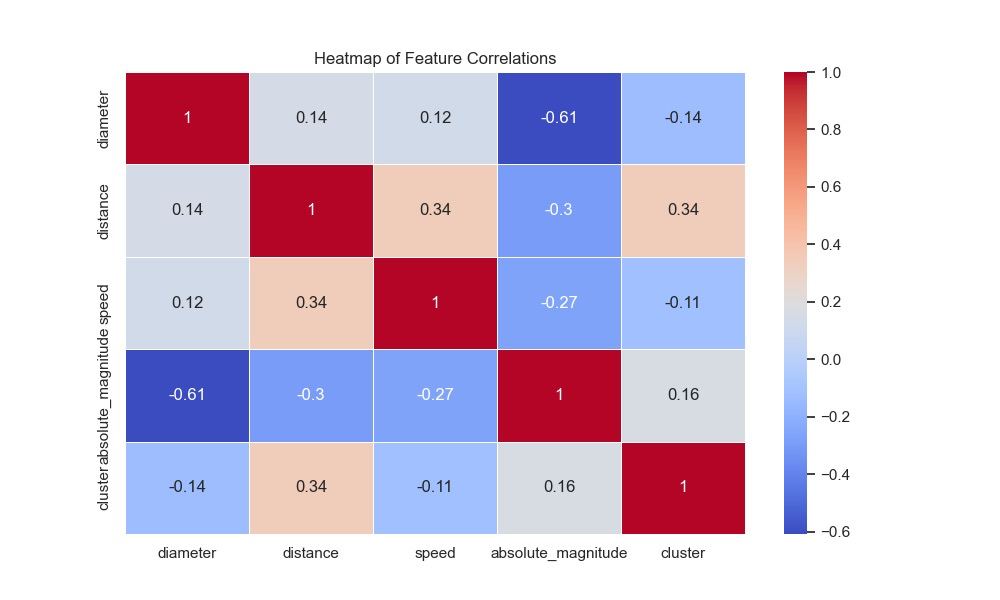 Heatmap of Feature Correlations
diameter 1 0.14 0.12 -0.61 -0.14
distance 0.14 1 0.34 -0.3 0.34
speed 0.12 0.34 1 -0.27 -0.11
absolute_magnitude -0.61 -0.3 -0.27 1 0.16
cluster -0.14 0.34 -0.11 0.16 1
diameter distance speed absolute_magnitude cluster
1.0
0.8
0.6
0.4
0.2
0.0
−0.2
−0.4
−0.6